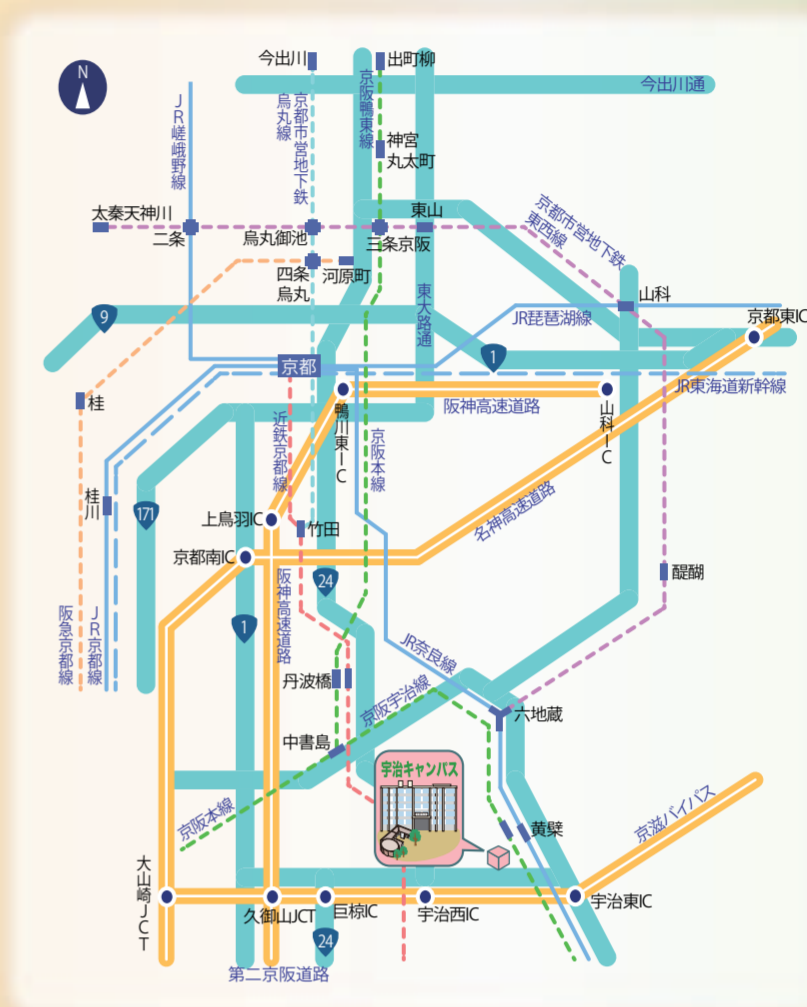 N
今出川
出町柳
今出川通
JR嵯峨野線
京都市営地下鉄
烏丸線
京阪鴨東線
神宮
丸太町
太秦天神川
二条
烏丸御池
三条京阪
東山
京都市営地下鉄
東西線
四条
烏丸
河原町
山科
9
東大路通
JR琵琶湖線
京都東IC
1
京都
JR東海道新幹線
桂
近鉄京都線
鴨川東IC
京阪本線
阪神高速道路
山科IC
桂川
171
上鳥羽IC
竹田
名神高速道路
京都南IC
阪神高速道路
24
醍醐
阪急京都線
JR京都線
1
JR奈良線
丹波橋
京阪宇治線
六地蔵
中書島
宇治キャンパス
京阪本線
黄檗
京滋バイパス
大山崎JCT
久御山JCT
巨椋IC
宇治西IC
宇治東IC
24
第二京阪道路